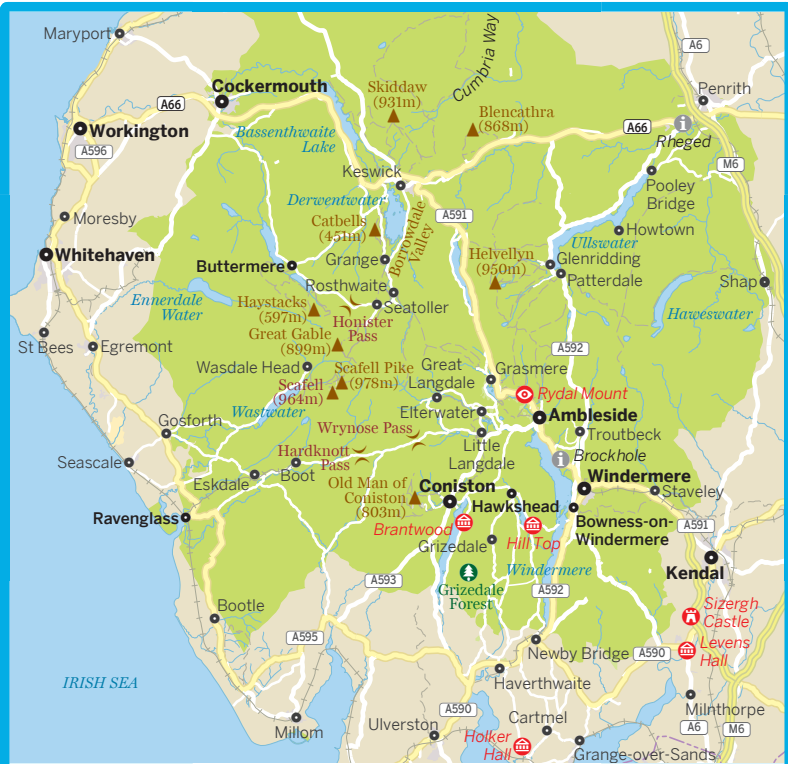 Maryport
A6
Cumbria Way
Skiddaw
(931m)
Cockermouth
Penrith
A66
Blencathra
(868m)
A66
Workington
Bassenthwaite
Lake
Rheged
A596
M6
Keswick
Pooley
Bridge
Derwentwater
Moresby
Catbells
(451m)
A591
Howtown
Borrowdale
Valley
Ullswater
Whitehaven
Buttermere
Grange
Helvellyn
(950m)
Glenridding
Patterdale
Shap
Rosthwaite
Ennerdale
Water
Haystacks
(597m)
Seatoller
Haweswater
Honister
Pass
St Bees
Egremont
Great Gable
(899m)
A592
Wasdale Head
Scafell Pike
(978m)
Great
Langdale
Grasmere
Scafell
(964m)
Rydal Mount
Wastwater
Elterwater
Ambleside
Gosforth
Wrynose Pass
Troutbeck
Little
Langdale
Hardknott
Pass
Brockhole
Seascale
Boot
Eskdale
Old Man of
Coniston
(803m)
Coniston
Windermere
Hawkshead
Staveley
Ravenglass
Brantwood
Bowness-on-
Windermere
A591
Hill Top
Grizedale
Kendal
Windermere
A593
Grizedale
Forest
A592
Bootle
Sizergh
Castle
A595
Newby Bridge
A590
Levens
Hall
IRISH SEA
Haverthwaite
A590
Milnthorpe
Millom
Ulverston
Cartmel
A6
M6
Holker
Hall
Grange-over-Sands